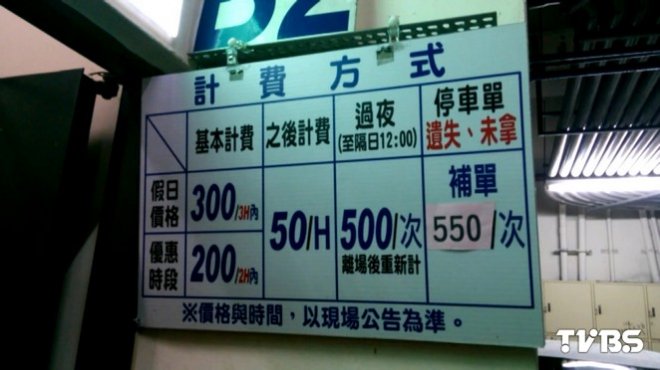 B2
計費方式
基本計費 之後計費 過夜 停車單
(至隔日12:00) 遺失、未拿
假日 300/3H內 50/H 500/次 補單
價格 離場後重新計 550/次
優惠 200/2H內
時段
※價格與時間，以現場公告為準。
TVBS